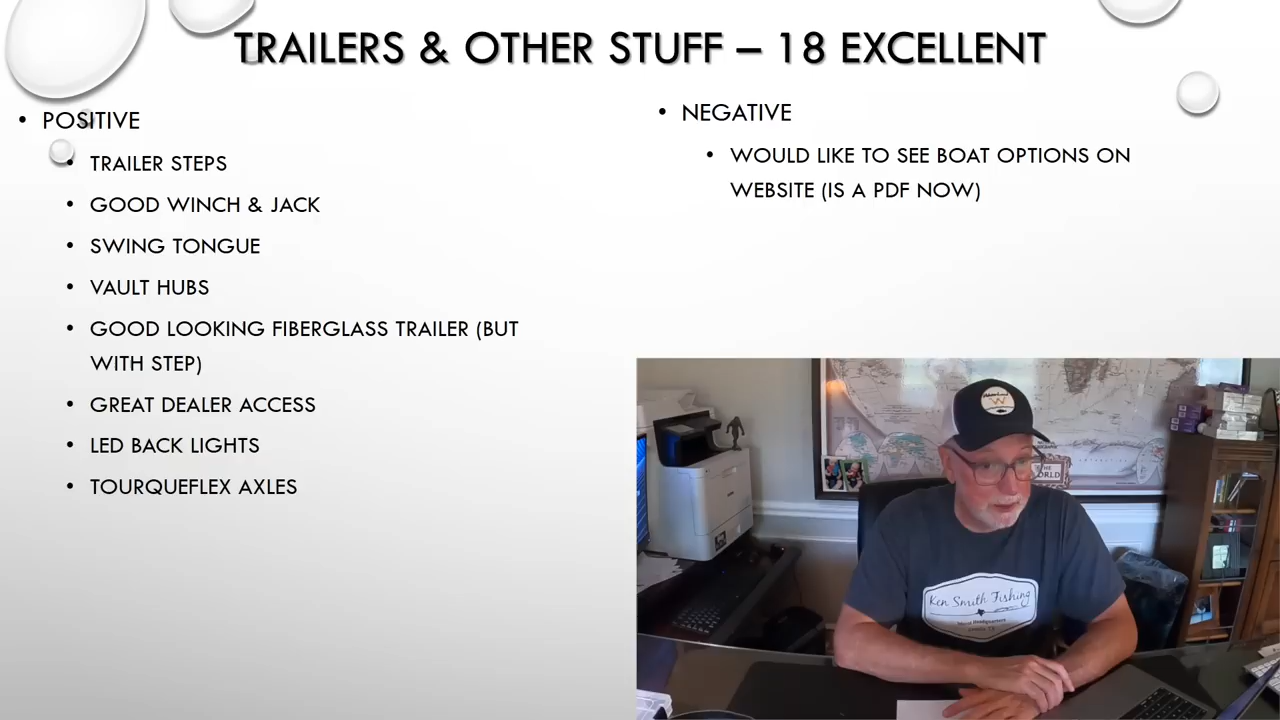 TRAILERS & OTHER STUFF – 18 EXCELLENT
• POSITIVE
• TRAILER STEPS
• GOOD WINCH & JACK
• SWING TONGUE
• VAULT HUBS
• GOOD LOOKING FIBERGLASS TRAILER (BUT
WITH STEP)
• GREAT DEALER ACCESS
• LED BACK LIGHTS
• TOURQUEFLEX AXLES
• NEGATIVE
• WOULD LIKE TO SEE BOAT OPTIONS ON
WEBSITE (IS A PDF NOW)
Ken Smith Fishing
World Headquarters